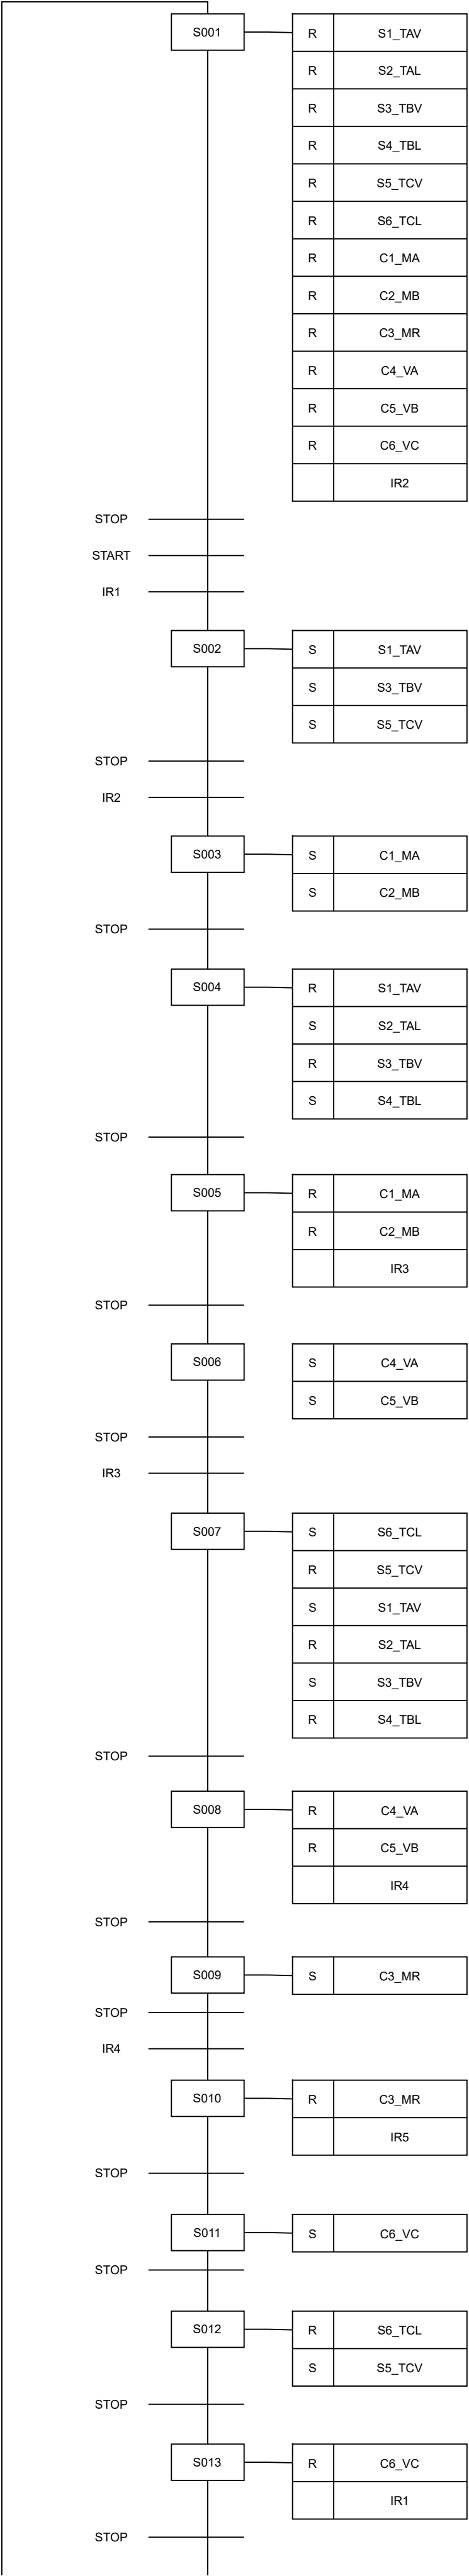 S001 R S1_TAV
R S2_TAL
R S3_TBV
R S4_TBL
R S5_TCV
R S6_TCL
R C1_MA
R C2_MB
R C3_MR
R C4_VA
R C5_VB
R C6_VC
IR2
STOP
START
IR1
S002 S S1_TAV
S S3_TBV
S S5_TCV
STOP
IR2
S003 S C1_MA
S C2_MB
STOP
S004 R S1_TAV
S S2_TAL
R S3_TBV
S S4_TBL
STOP
S005 R C1_MA
R C2_MB
IR3
STOP
S006 S C4_VA
S C5_VB
STOP
IR3
S007 S S6_TCL
R S5_TCV
S S1_TAV
R S2_TAL
S S3_TBV
R S4_TBL
STOP
S008 R C4_VA
R C5_VB
IR4
STOP
S009 S C3_MR
STOP
IR4
S010 R C3_MR
IR5
STOP
S011 S C6_VC
STOP
S012 R S6_TCL
S S5_TCV
STOP
S013 R C6_VC
IR1
STOP